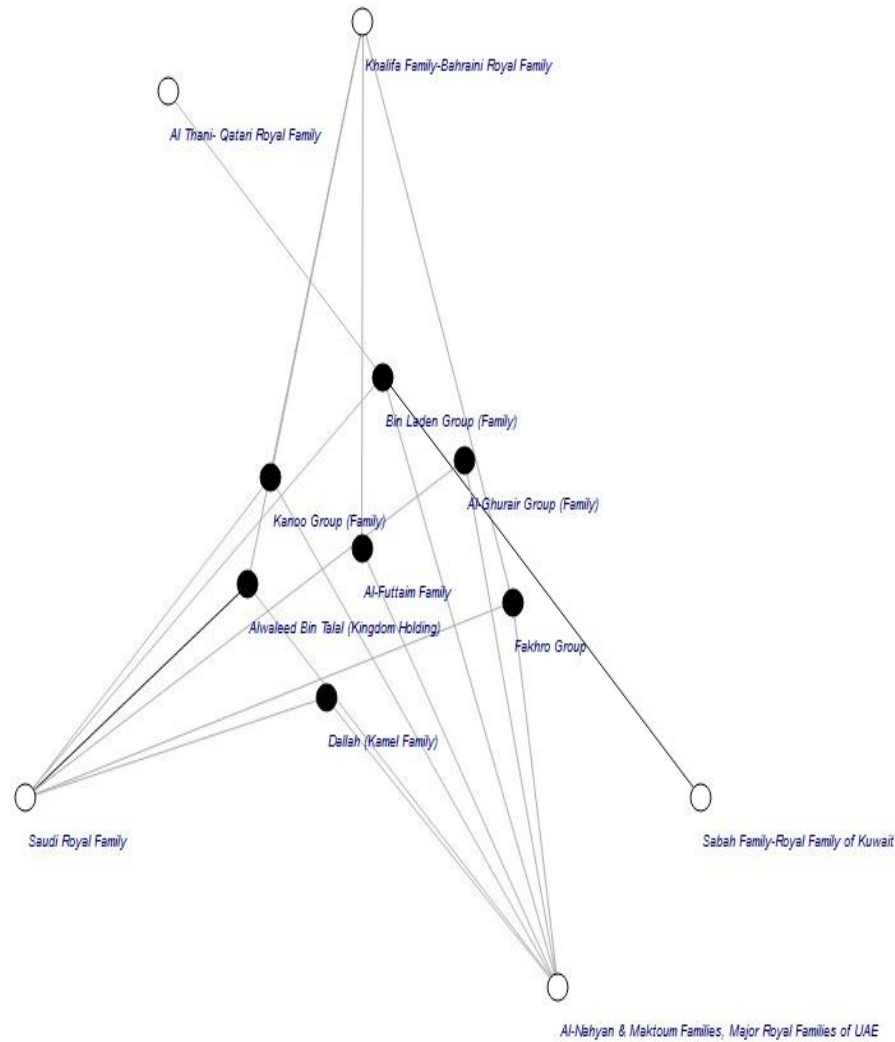 Khalifa Family-Bahraini Royal Family
Al Thani- Qatari Royal Family
Bin Laden Group (Family)
Al-Ghurair Group (Family)
Kanoo Group (Family)
Al-Futtaim Family
Alwaleed Bin Talal (Kingdom Holding)
Fakhro Group
Dallah (Kamel Family)
Saudi Royal Family
Sabah Family-Royal Family of Kuwait
Al-Nahyan & Maktoum Families, Major Royal Families of UAE